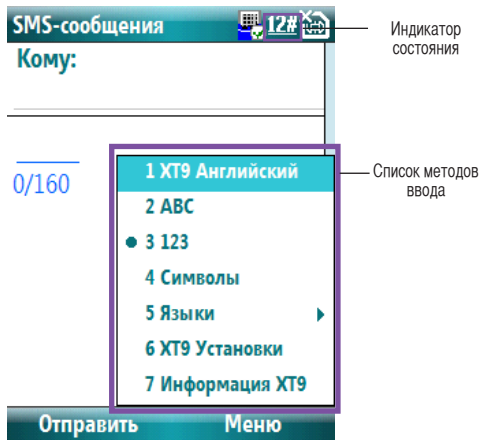 SMS-сообщения 12#
Индикатор
состояния
Кому:
0/160
Список методов
ввода
1 XT9 Английский
2 ABC
3 123
4 Символы
5 Языки
6 XT9 Установки
7 Информация XT9
Отправить Меню